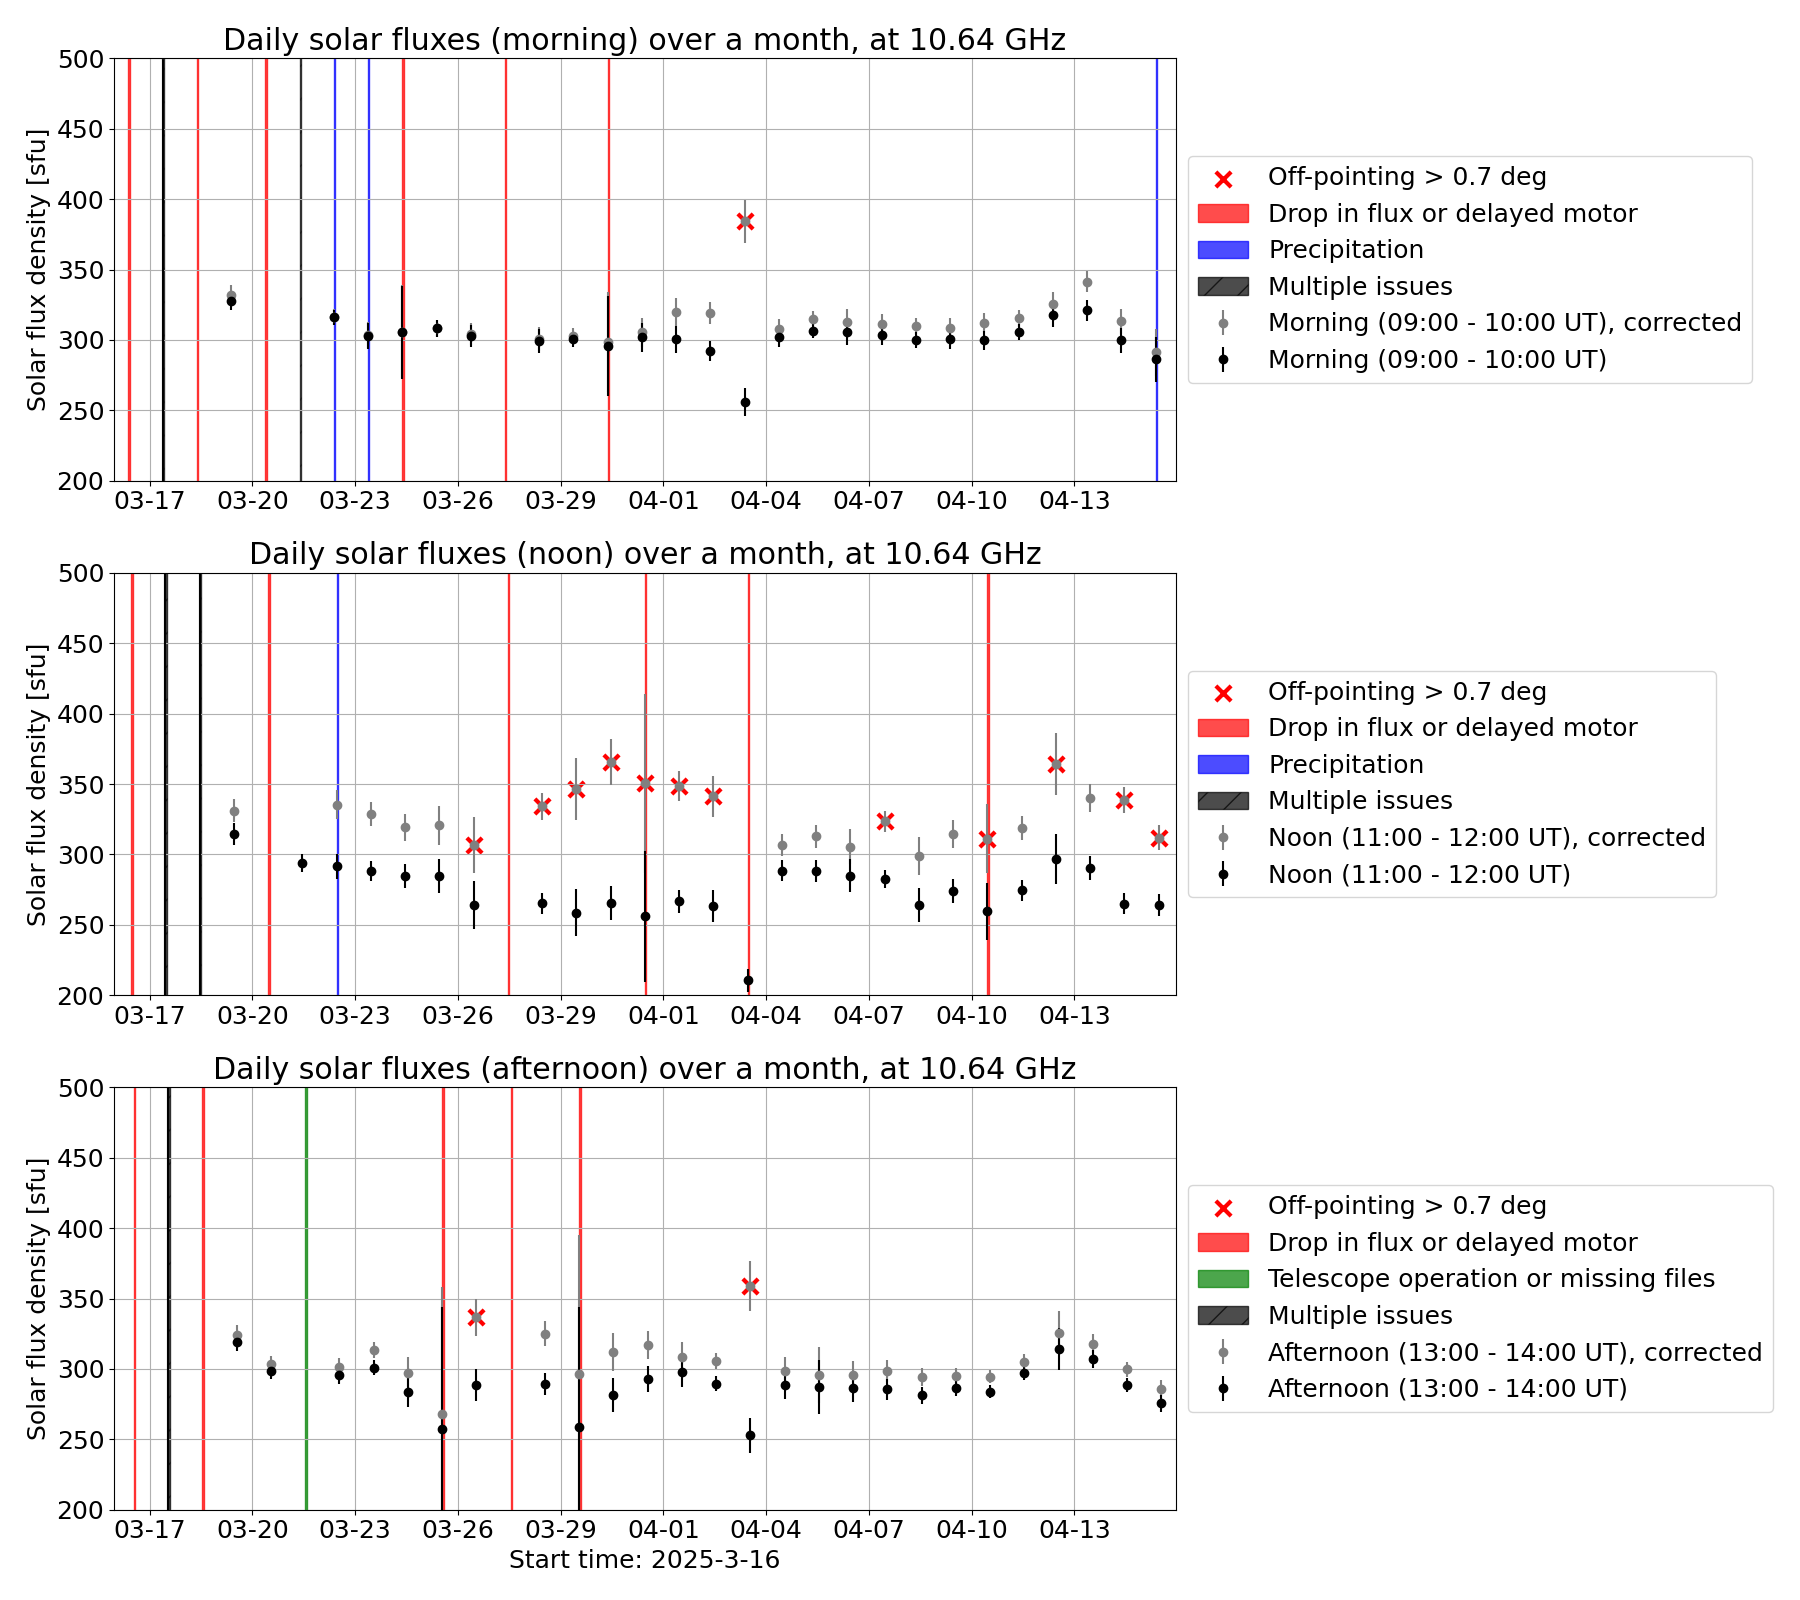 Daily solar fluxes (morning) over a month, at 10.64 GHz
Solar flux density [sfu]
500
450
400
350
300
250
200
03-17 03-20 03-23 03-26 03-29 04-01 04-04 04-07 04-10 04-13
Off-pointing > 0.7 deg
Drop in flux or delayed motor
Precipitation
Multiple issues
Morning (09:00 - 10:00 UT), corrected
Morning (09:00 - 10:00 UT)
Daily solar fluxes (noon) over a month, at 10.64 GHz
Solar flux density [sfu]
500
450
400
350
300
250
200
03-17 03-20 03-23 03-26 03-29 04-01 04-04 04-07 04-10 04-13
Off-pointing > 0.7 deg
Drop in flux or delayed motor
Precipitation
Multiple issues
Noon (11:00 - 12:00 UT), corrected
Noon (11:00 - 12:00 UT)
Daily solar fluxes (afternoon) over a month, at 10.64 GHz
Solar flux density [sfu]
500
450
400
350
300
250
200
03-17 03-20 03-23 03-26 03-29 04-01 04-04 04-07 04-10 04-13
Start time: 2025-3-16
Off-pointing > 0.7 deg
Drop in flux or delayed motor
Telescope operation or missing files
Multiple issues
Afternoon (13:00 - 14:00 UT), corrected
Afternoon (13:00 - 14:00 UT)